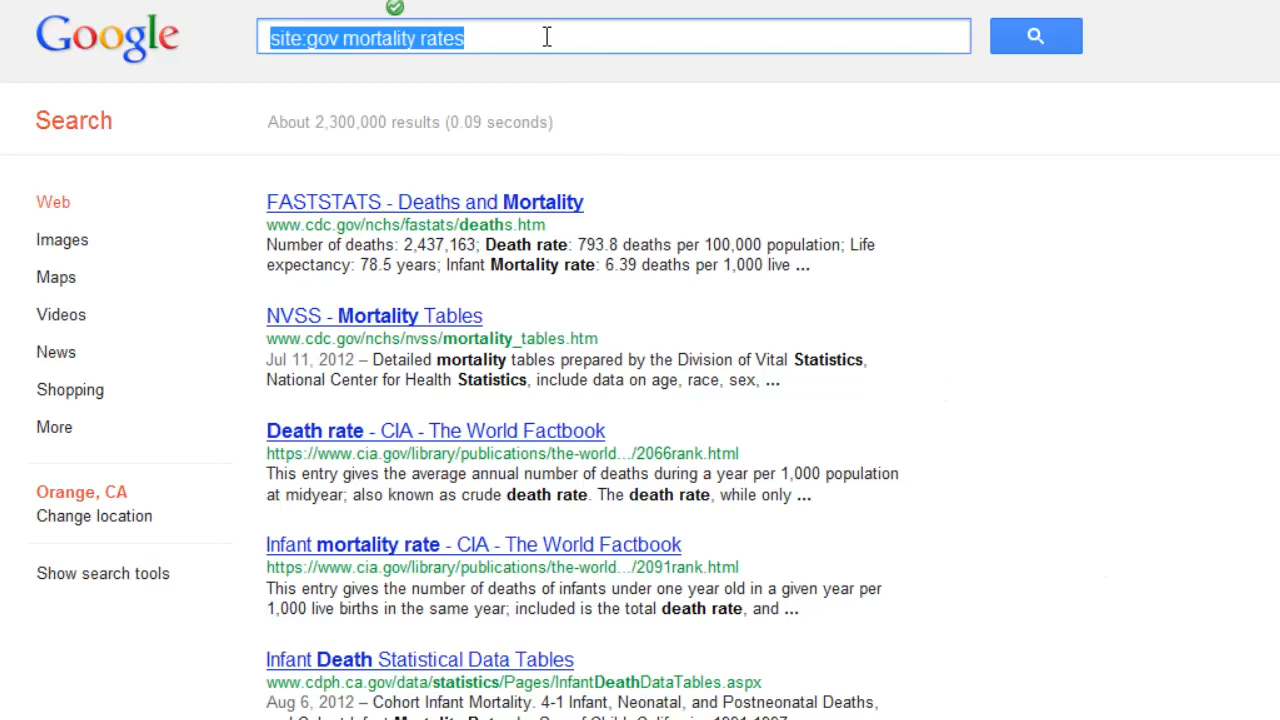 Google
site:gov mortality rates
Search
About 2,300,000 results (0.09 seconds)
Web
Images
Maps
Videos
News
Shopping
More
Orange, CA
Change location
Show search tools
FASTSTATS - Deaths and Mortality
www.cdc.gov/nchs/fastats/deaths.htm
Number of deaths: 2,437,163; Death rate: 793.8 deaths per 100,000 population; Life
expectancy: 78.5 years; Infant Mortality rate: 6.39 deaths per 1,000 live ...
NVSS - Mortality Tables
www.cdc.gov/nchs/nvss/mortality_tables.htm
Jul 11, 2012 – Detailed mortality tables prepared by the Division of Vital Statistics,
National Center for Health Statistics, include data on age, race, sex, ...
Death rate - CIA - The World Factbook
https://www.cia.gov/library/publications/the-world.../2066rank.html
This entry gives the average annual number of deaths during a year per 1,000 population
at midyear; also known as crude death rate. The death rate, while only ...
Infant mortality rate - CIA - The World Factbook
https://www.cia.gov/library/publications/the-world.../2091rank.html
This entry gives the number of deaths of infants under one year old in a given year per
1,000 live births in the same year; included is the total death rate, and ...
Infant Death Statistical Data Tables
www.cdph.ca.gov/data/statistics/Pages/InfantDeathDataTables.aspx
Aug 6, 2012 – Cohort Infant Mortality. 4-1 Infant, Neonatal, and Postneonatal Deaths,